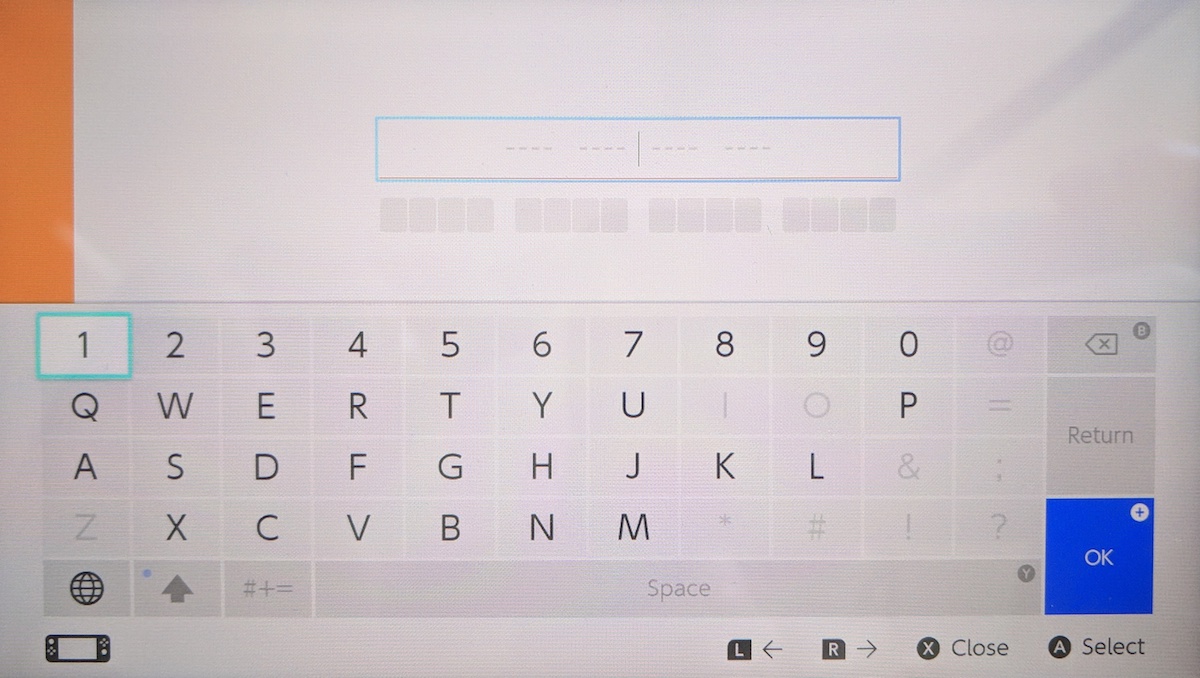 ---- ---- ---- ----
1 2 3 4 5 6 7 8 9 0 @ B
Q W E R T Y U I O P = Return
A S D F G H J K L & ;
Z X C V B N M * # ! ? + OK
#+= Space Y
L ← R → X Close A Select